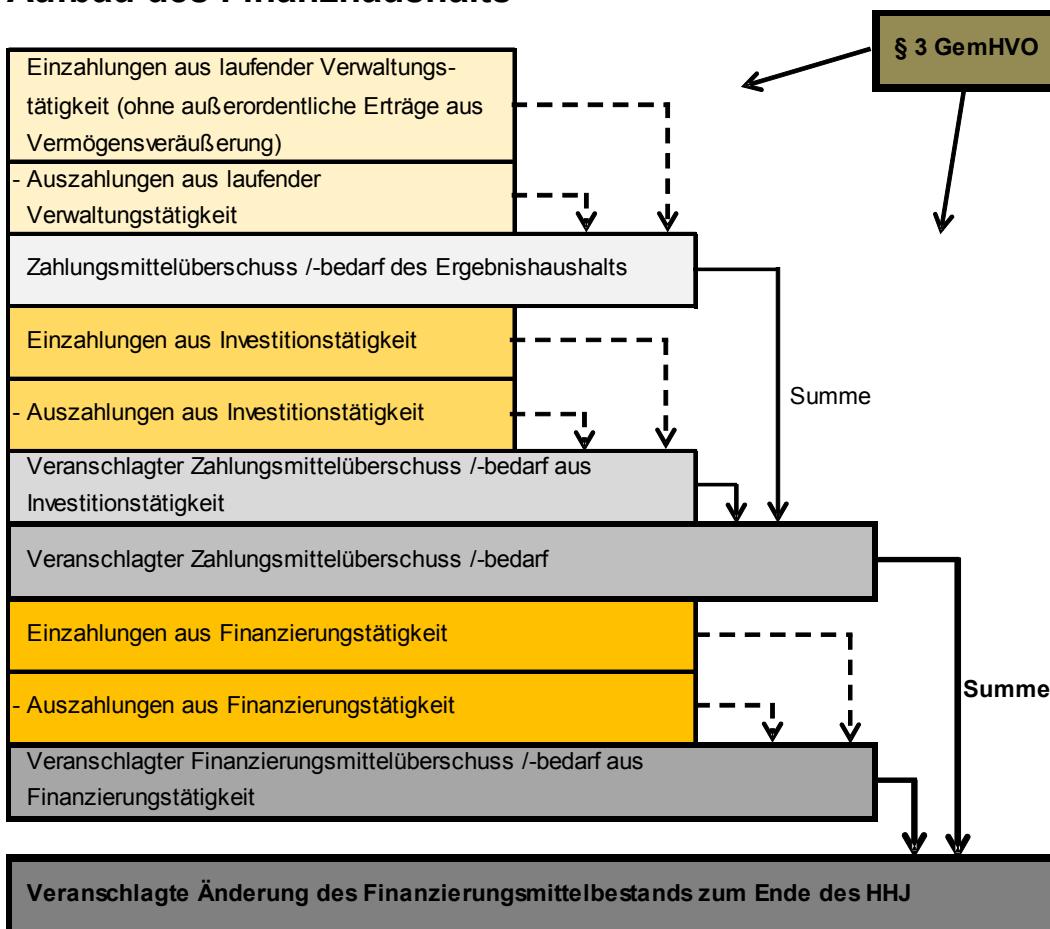 Aufbau des Finanzhaushalts
§ 3 GemHVO
Einzahlungen aus laufender Verwaltungs-
tätigkeit (ohne außerordentliche Erträge aus
Vermögensveräußerung)
- Auszahlungen aus laufender
Verwaltungstätigkeit
Zahlungsmittelüberschuss /-bedarf des Ergebnishaushalts
Einzahlungen aus Investitionstätigkeit
- Auszahlungen aus Investitionstätigkeit
Summe
Veranschlagter Zahlungsmittelüberschuss /-bedarf aus
Investitionstätigkeit
Veranschlagter Zahlungsmittelüberschuss /-bedarf
Einzahlungen aus Finanzierungstätigkeit
- Auszahlungen aus Finanzierungstätigkeit
Summe
Veranschlagter Finanzierungsmittelüberschuss /-bedarf aus
Finanzierungstätigkeit
Veranschlagte Änderung des Finanzierungsmittelbestands zum Ende des HHJ